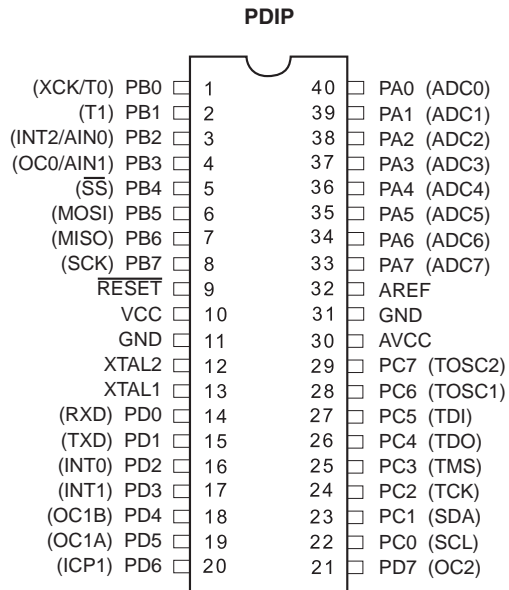 PDIP
(XCK/T0) PB0 1 40 PA0 (ADC0)
(T1) PB1 2 39 PA1 (ADC1)
(INT2/AIN0) PB2 3 38 PA2 (ADC2)
(OC0/AIN1) PB3 4 37 PA3 (ADC3)
(S̅S̅) PB4 5 36 PA4 (ADC4)
(MOSI) PB5 6 35 PA5 (ADC5)
(MISO) PB6 7 34 PA6 (ADC6)
(SCK) PB7 8 33 PA7 (ADC7)
R̅E̅S̅E̅T̅ 9 32 AREF
VCC 10 31 GND
GND 11 30 AVCC
XTAL2 12 29 PC7 (TOSC2)
XTAL1 13 28 PC6 (TOSC1)
(RXD) PD0 14 27 PC5 (TDI)
(TXD) PD1 15 26 PC4 (TDO)
(INT0) PD2 16 25 PC3 (TMS)
(INT1) PD3 17 24 PC2 (TCK)
(OC1B) PD4 18 23 PC1 (SDA)
(OC1A) PD5 19 22 PC0 (SCL)
(ICP1) PD6 20 21 PD7 (OC2)